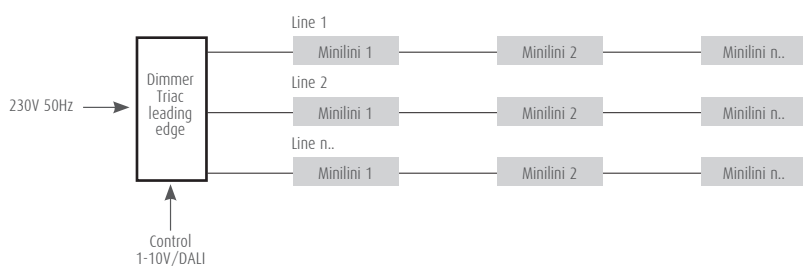 Line 1
Minilini 1 Minilini 2 Minilini n..
Line 2
Minilini 1 Minilini 2 Minilini n..
Line n..
Minilini 1 Minilini 2 Minilini n..
230V 50Hz
Dimmer
Triac
leading
edge
Control
1-10V/DALI